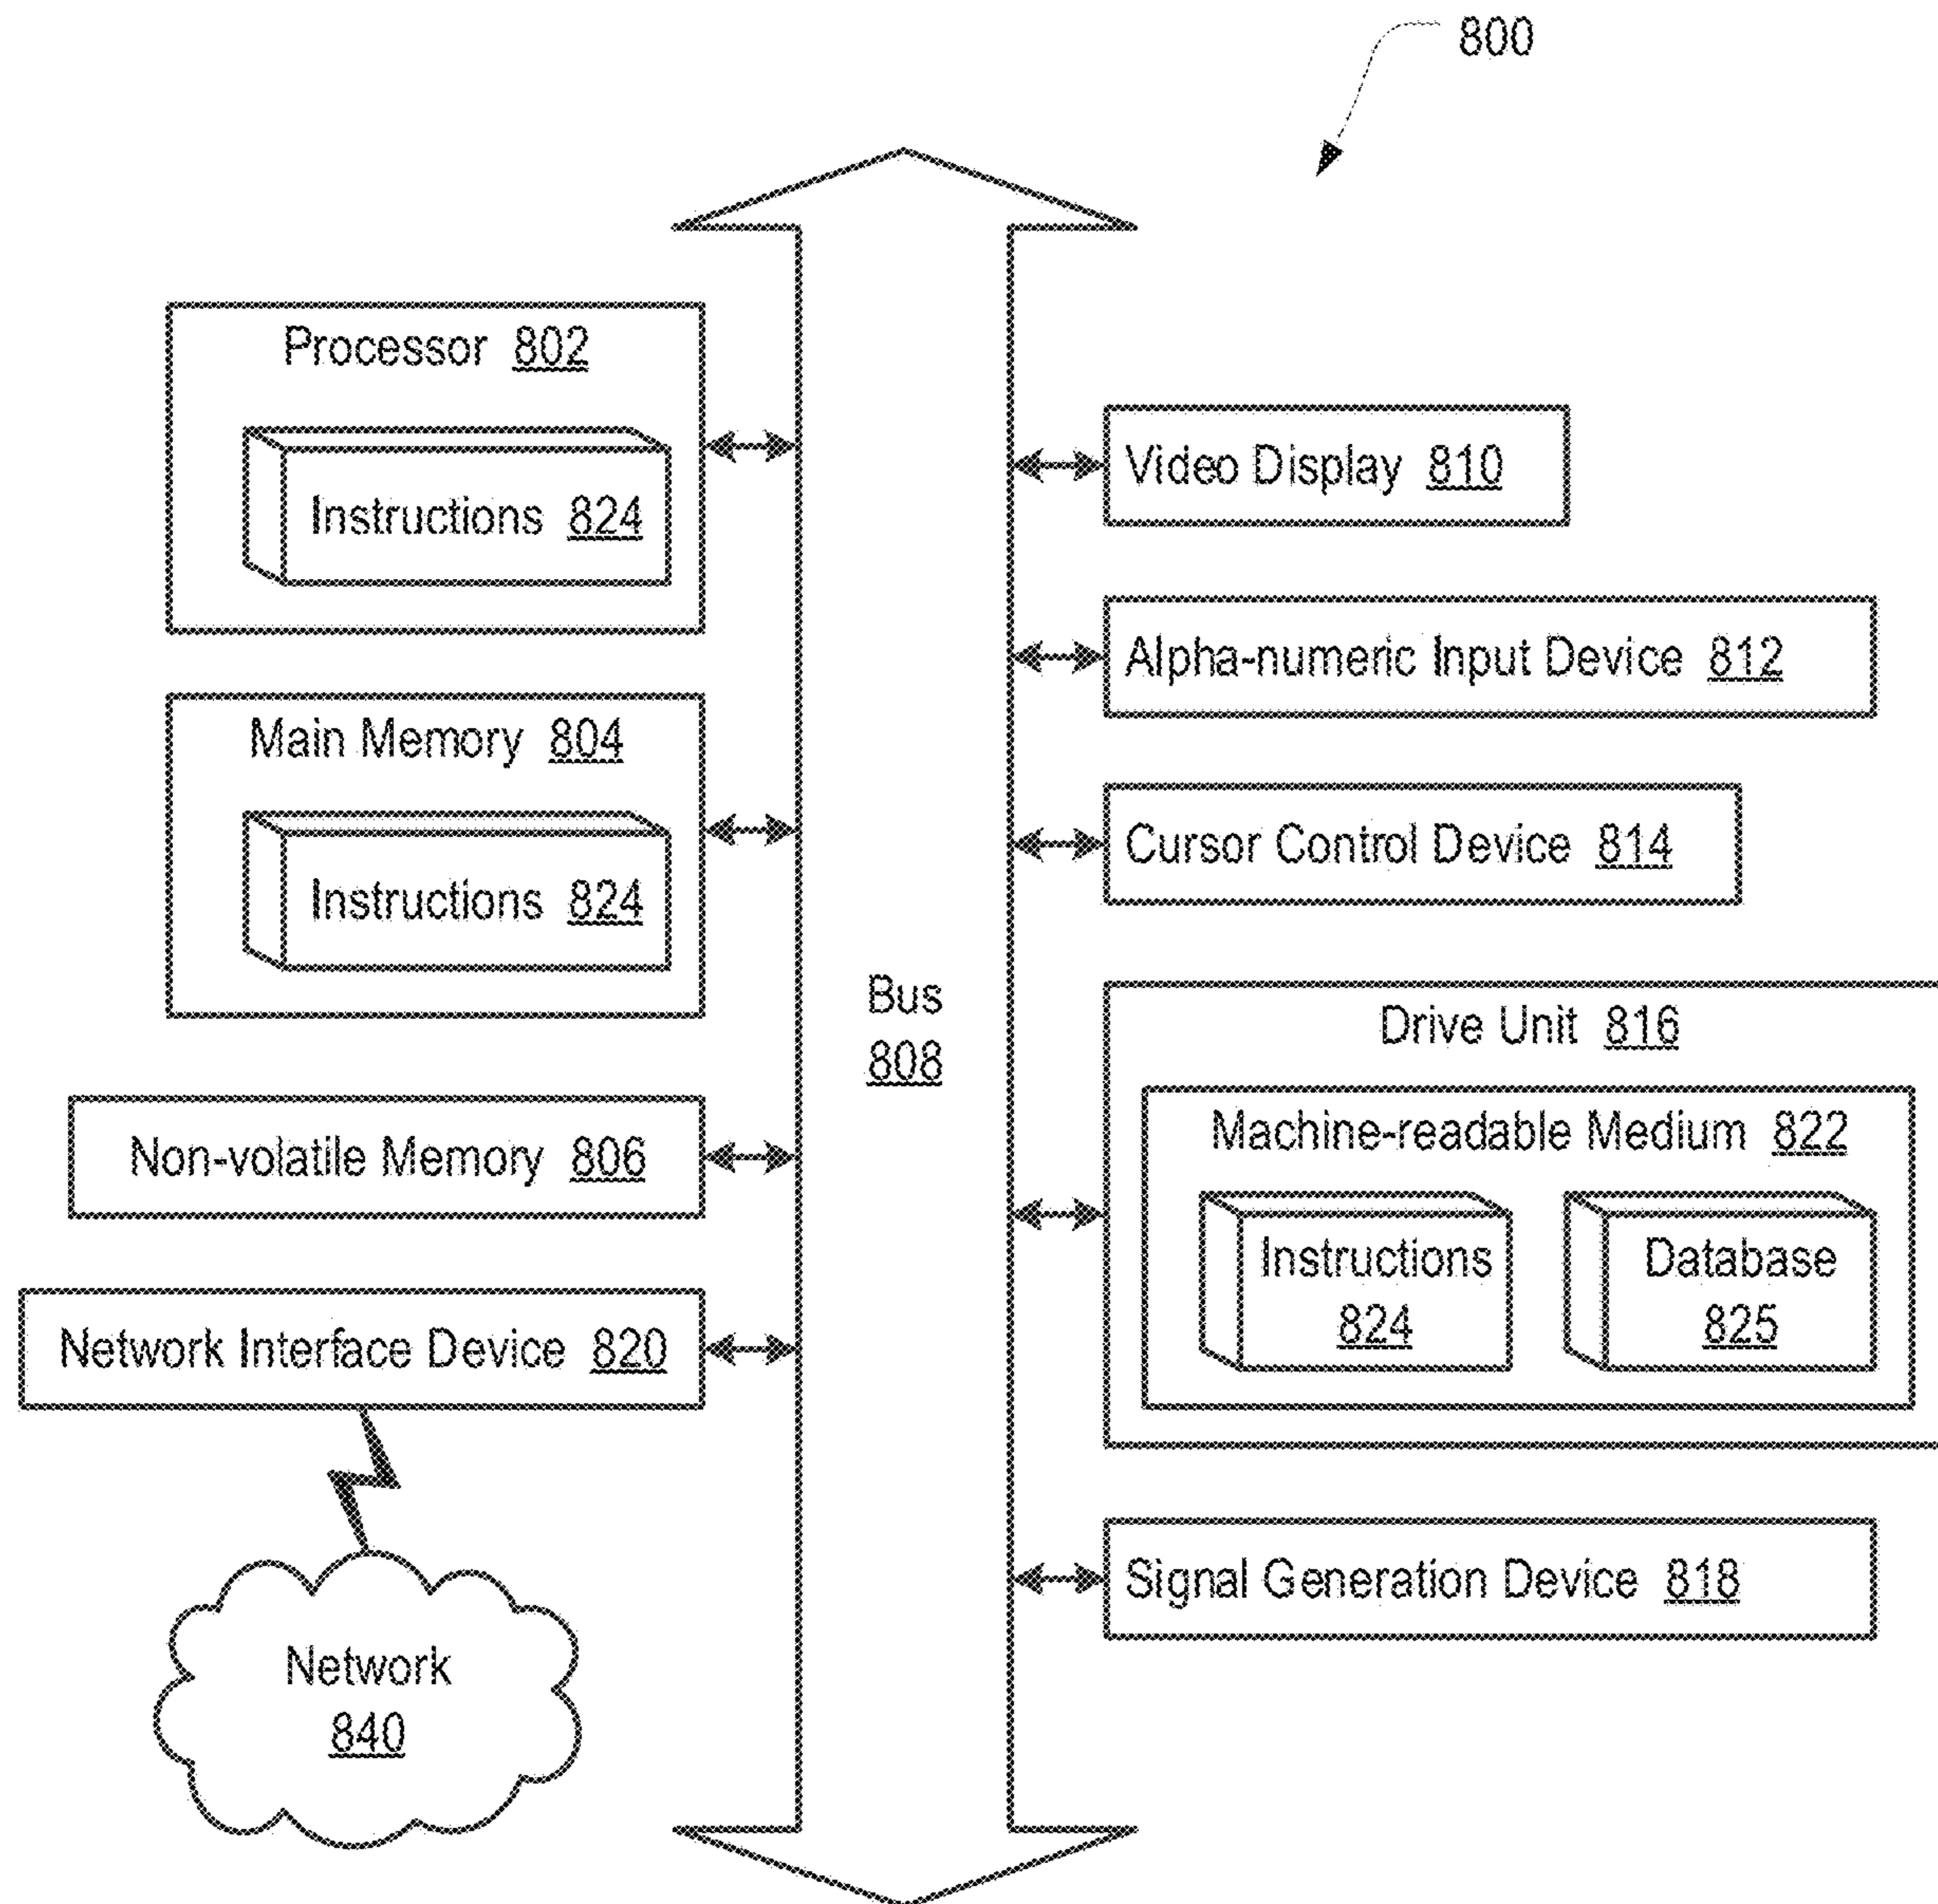 800
Processor 802
Instructions 824
Main Memory 804
Instructions 824
Non-volatile Memory 806
Network Interface Device 820
Network
840
Bus
808
Video Display 810
Alpha-numeric Input Device 812
Cursor Control Device 814
Drive Unit 816
Machine-readable Medium 822
Instructions
824
Database
825
Signal Generation Device 818